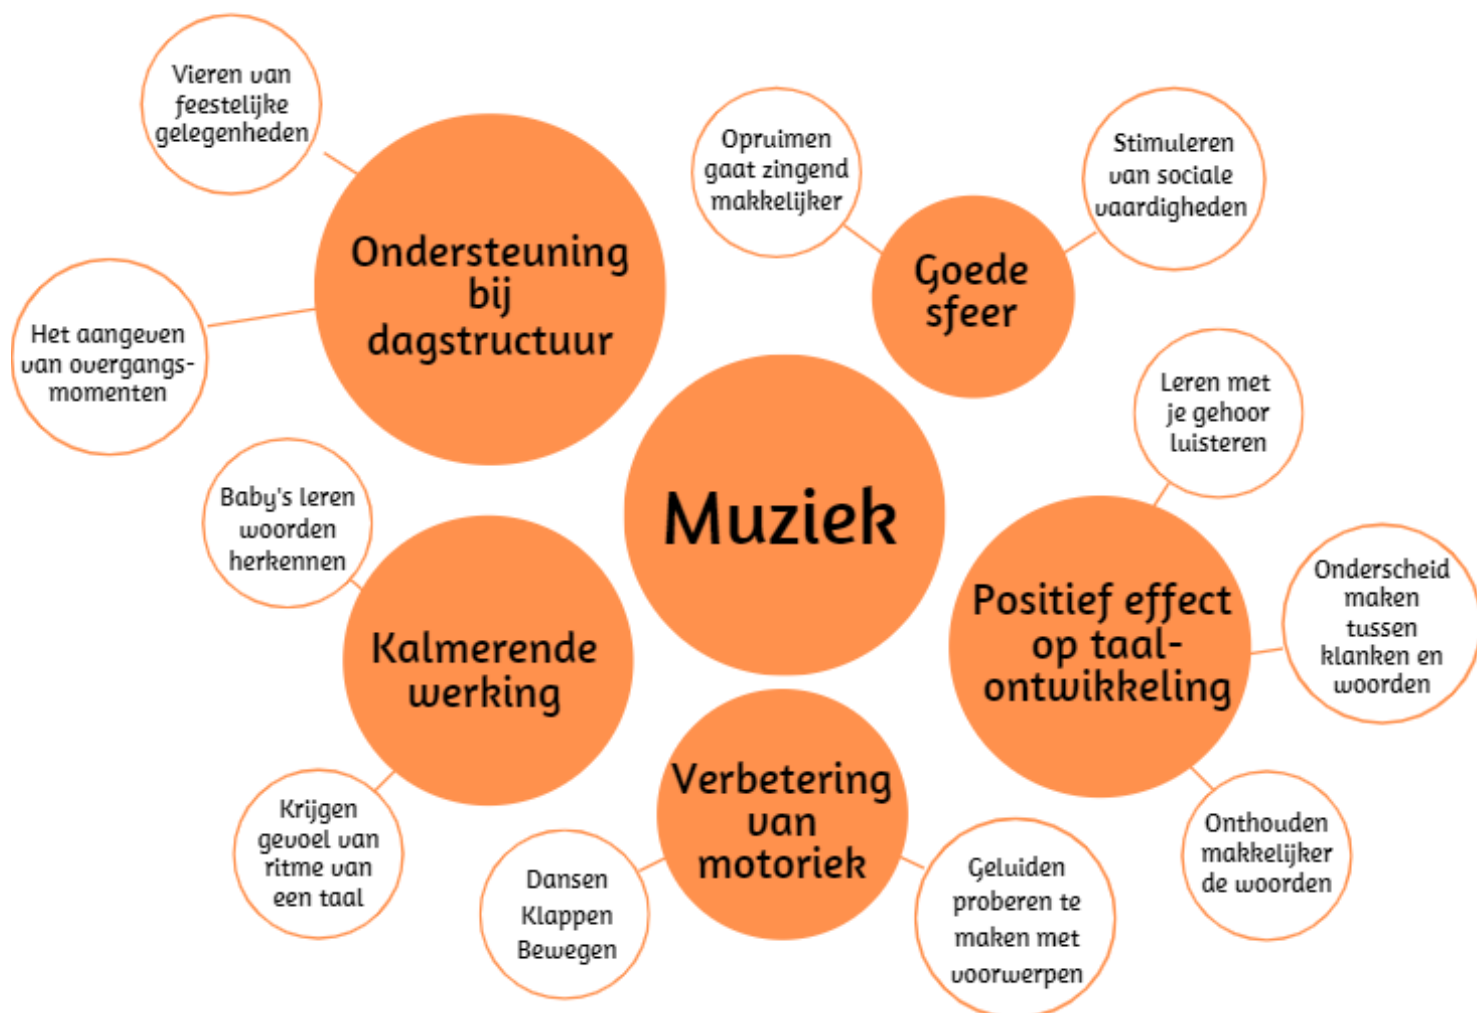 Vieren van
feestelijke
gelegenheden
Ondersteuning
bij
dagstructuur
Het aangeven
van overgangs-
momenten
Opruimen
gaat zingend
makkelijker
Goede
sfeer
Stimuleren
van sociale
vaardigheden
Muziek
Leren met
je gehoor
luisteren
Positief effect
op taal-
ontwikkeling
Onderscheid
maken
tussen
klanken en
woorden
Onthouden
makkelijker
de woorden
Baby's leren
woorden
herkennen
Kalmerende
werking
Krijgen
gevoel van
ritme van
een taal
Verbetering
van
motoriek
Dansen
Klappen
Bewegen
Geluiden
proberen te
maken met
voorwerpen